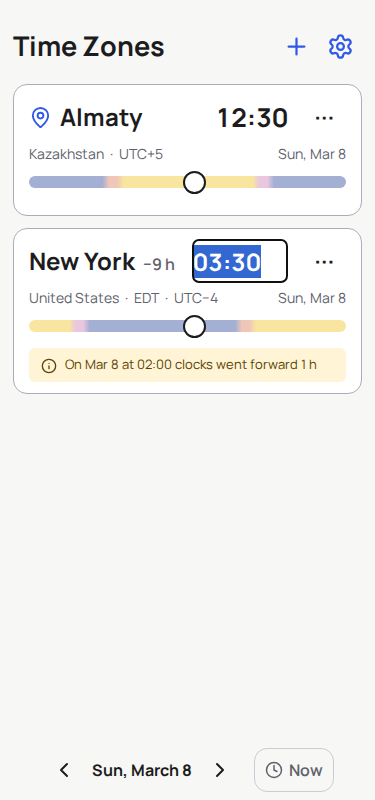 Time Zones
Almaty 12:30 ···
Kazakhstan · UTC+5 Sun, Mar 8
New York −9 h 03:30 ···
United States · EDT · UTC−4 Sun, Mar 8
On Mar 8 at 02:00 clocks went forward 1 h
Sun, March 8 Now